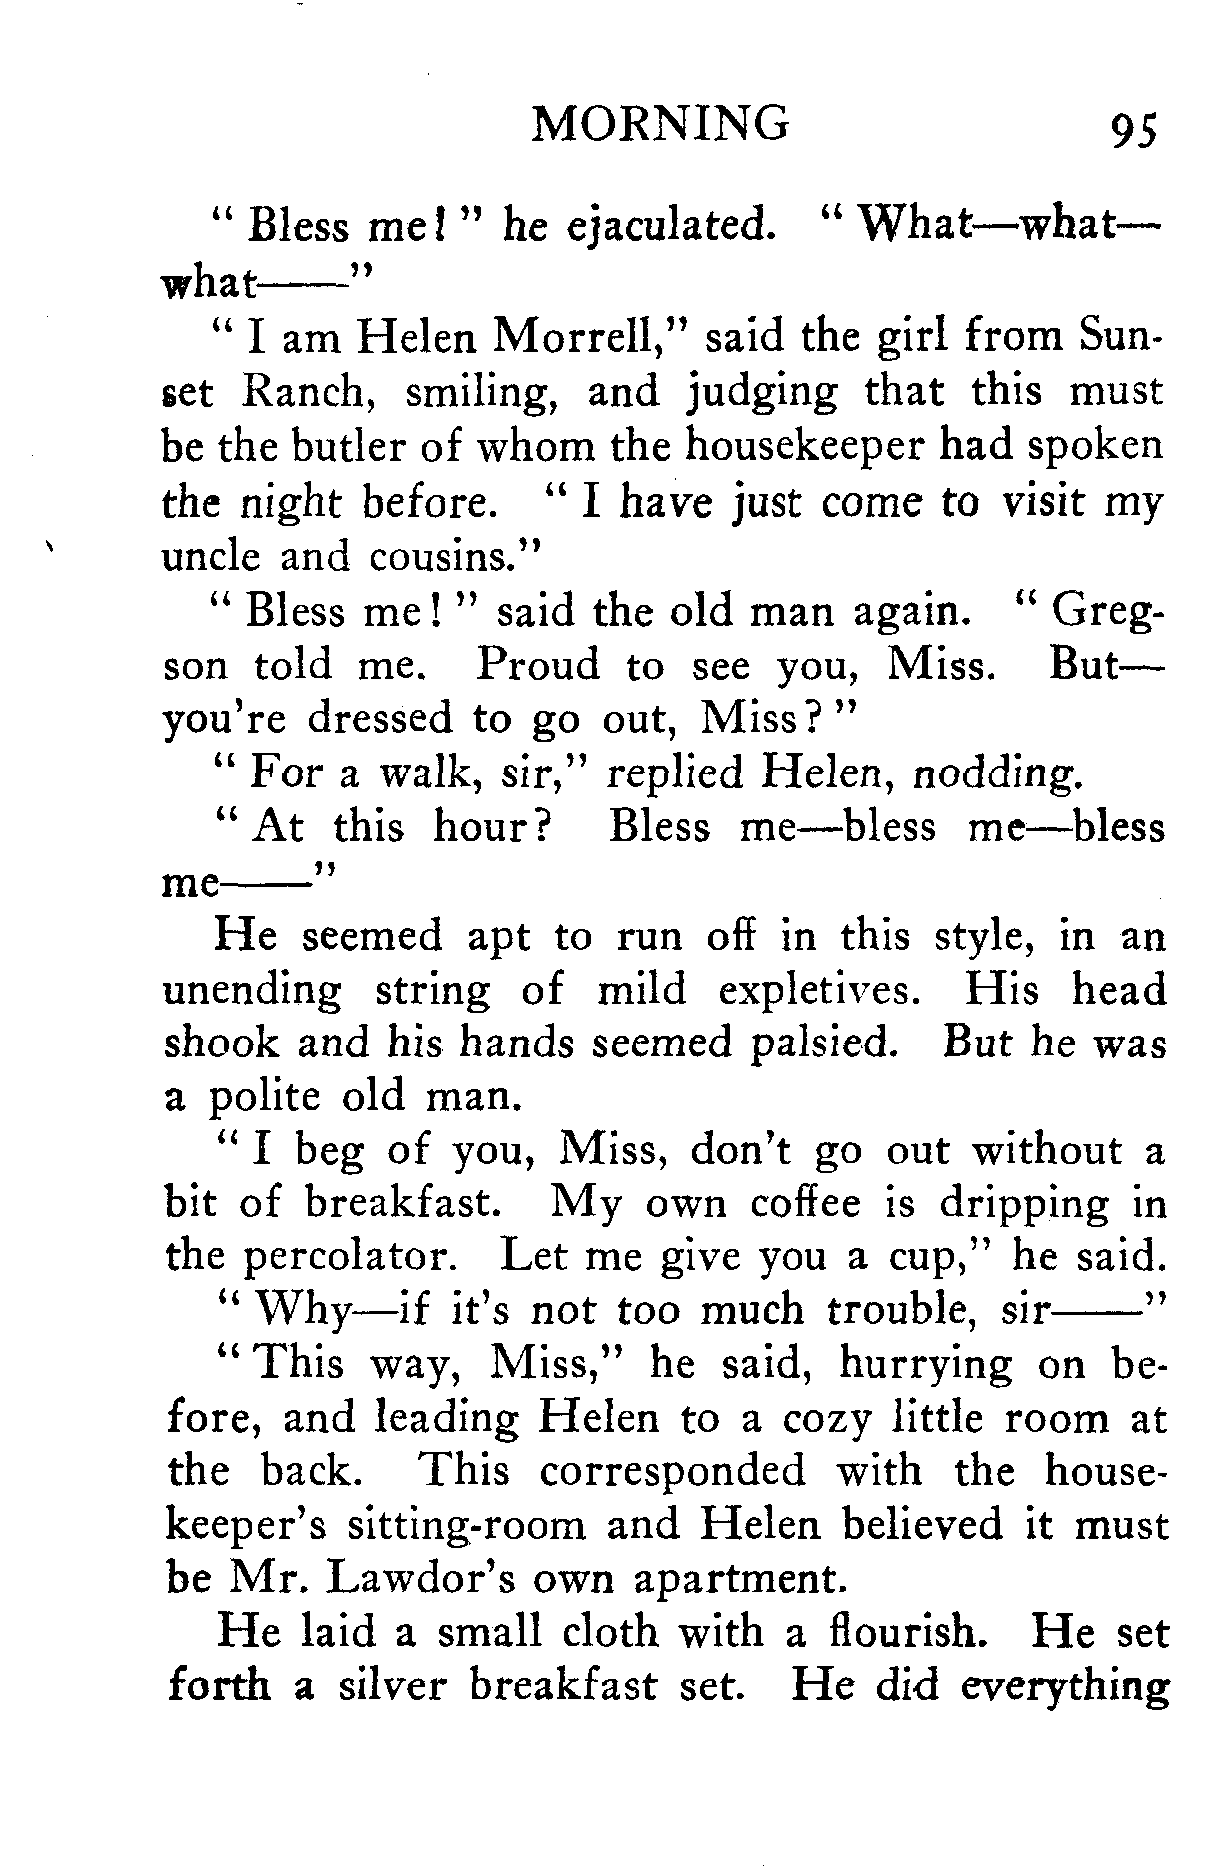 MORNING 95
“ Bless me! ” he ejaculated. “ What—what—
what——”
“ I am Helen Morrell,” said the girl from Sun-
set Ranch, smiling, and judging that this must
be the butler of whom the housekeeper had spoken
the night before. “ I have just come to visit my
uncle and cousins.”
“ Bless me! ” said the old man again. “ Greg-
son told me. Proud to see you, Miss. But—
you’re dressed to go out, Miss? ”
“ For a walk, sir,” replied Helen, nodding.
“ At this hour? Bless me—bless me—bless
me——”
He seemed apt to run off in this style, in an
unending string of mild expletives. His head
shook and his hands seemed palsied. But he was
a polite old man.
“ I beg of you, Miss, don’t go out without a
bit of breakfast. My own coffee is dripping in
the percolator. Let me give you a cup,” he said.
“ Why—if it’s not too much trouble, sir——”
“ This way, Miss,” he said, hurrying on be-
fore, and leading Helen to a cozy little room at
the back. This corresponded with the house-
keeper’s sitting-room and Helen believed it must
be Mr. Lawdor’s own apartment.
He laid a small cloth with a flourish. He set
forth a silver breakfast set. He did everything